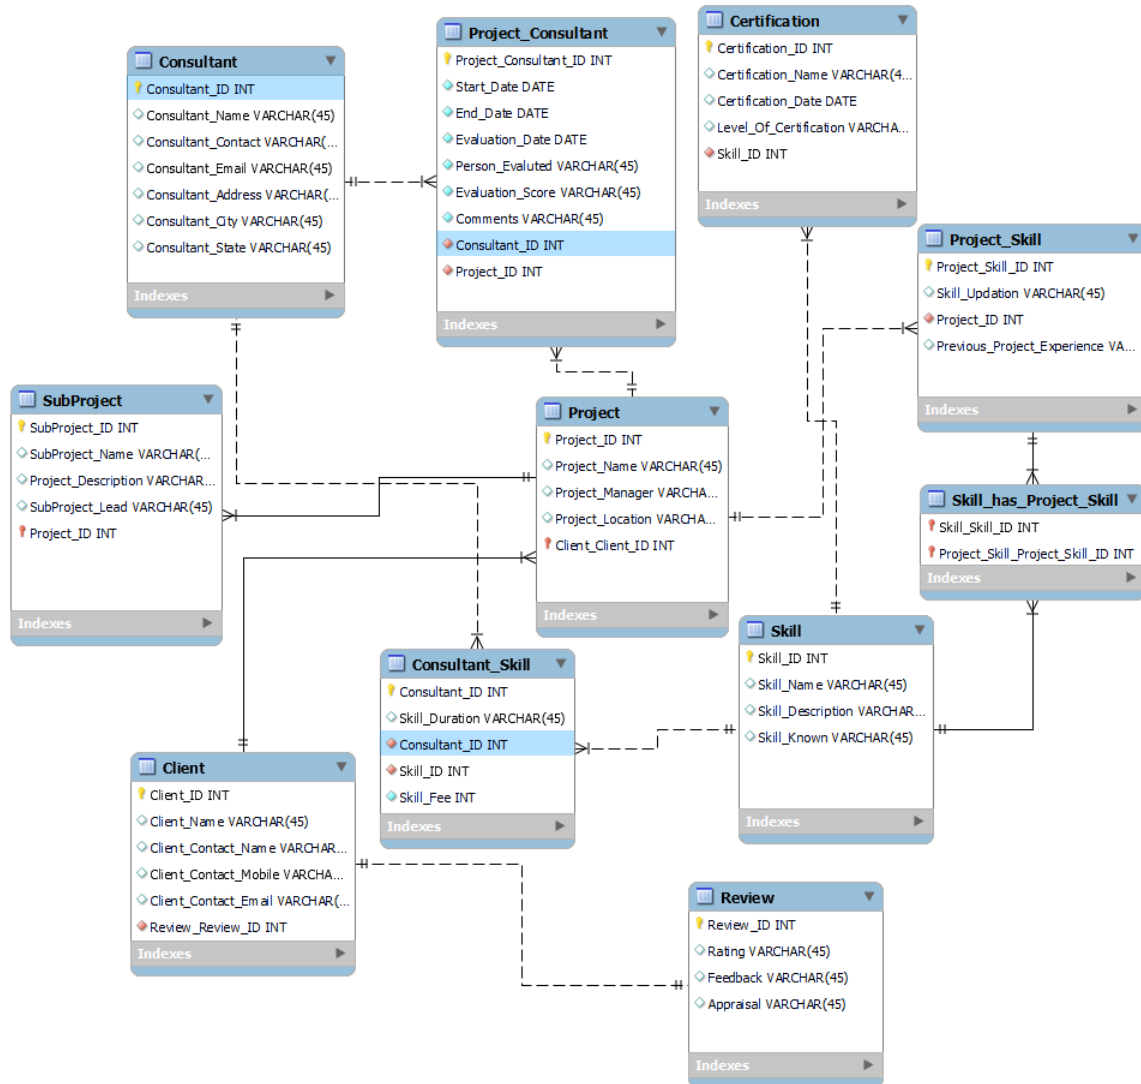 Consultant
Consultant_ID INT
Consultant_Name VARCHAR(45)
Consultant_Contact VARCHAR(...
Consultant_Email VARCHAR(45)
Consultant_Address VARCHAR(...
Consultant_City VARCHAR(45)
Consultant_State VARCHAR(45)
Indexes
Project_Consultant
Project_Consultant_ID INT
Start_Date DATE
End_Date DATE
Evaluation_Date DATE
Person_Evaluted VARCHAR(45)
Evaluation_Score VARCHAR(45)
Comments VARCHAR(45)
Consultant_ID INT
Project_ID INT
Indexes
Certification
Certification_ID INT
Certification_Name VARCHAR(4...
Certification_Date DATE
Level_Of_Certification VARCHA...
Skill_ID INT
Indexes
Project_Skill
Project_Skill_ID INT
Skill_Updation VARCHAR(45)
Project_ID INT
Previous_Project_Experience VA...
Indexes
SubProject
SubProject_ID INT
SubProject_Name VARCHAR(...
Project_Description VARCHAR...
SubProject_Lead VARCHAR(45)
Project_ID INT
Indexes
Project
Project_ID INT
Project_Name VARCHAR(45)
Project_Manager VARCHA...
Project_Location VARCHA...
Client_Client_ID INT
Indexes
Skill_has_Project_Skill
Skill_Skill_ID INT
Project_Skill_Project_Skill_ID INT
Indexes
Consultant_Skill
Consultant_ID INT
Skill_Duration VARCHAR(45)
Consultant_ID INT
Skill_ID INT
Skill_Fee INT
Indexes
Skill
Skill_ID INT
Skill_Name VARCHAR(45)
Skill_Description VARCHAR...
Skill_Known VARCHAR(45)
Indexes
Client
Client_ID INT
Client_Name VARCHAR(45)
Client_Contact_Name VARCHAR...
Client_Contact_Mobile VARCHA...
Client_Contact_Email VARCHAR(...
Review_Review_ID INT
Indexes
Review
Review_ID INT
Rating VARCHAR(45)
Feedback VARCHAR(45)
Appraisal VARCHAR(45)
Indexes